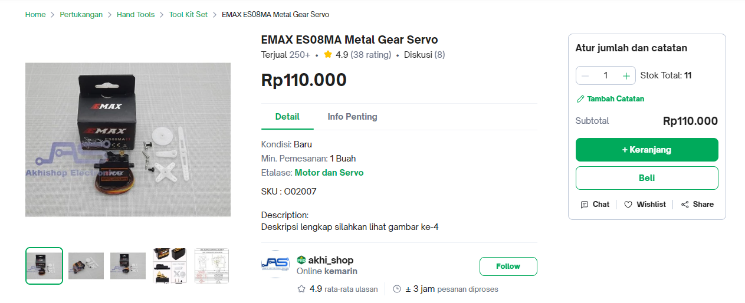 Home > Pertukangan > Hand Tools > Tool Kit Set > EMAX ES08MA Metal Gear Servo
EMAX ES08MA Metal Gear Servo
Terjual 250+ • 4.9 (38 rating) • Diskusi (8)
Rp110.000
Detail Info Penting
Kondisi: Baru
Min. Pemesanan: 1 Buah
Etalase: Motor dan Servo
SKU : O02007
Description:
Deskripsi lengkap silahkan lihat gambar ke-4
akhi_shop
Online kemarin
Follow
4.9 rata-rata ulasan
± 3 jam pesanan diproses
Atur jumlah dan catatan
1
Stok Total: 11
Tambah Catatan
Subtotal Rp110.000
+ Keranjang
Beli
Chat
Wishlist
Share
EMAX
EMAX
Akhishop Electron